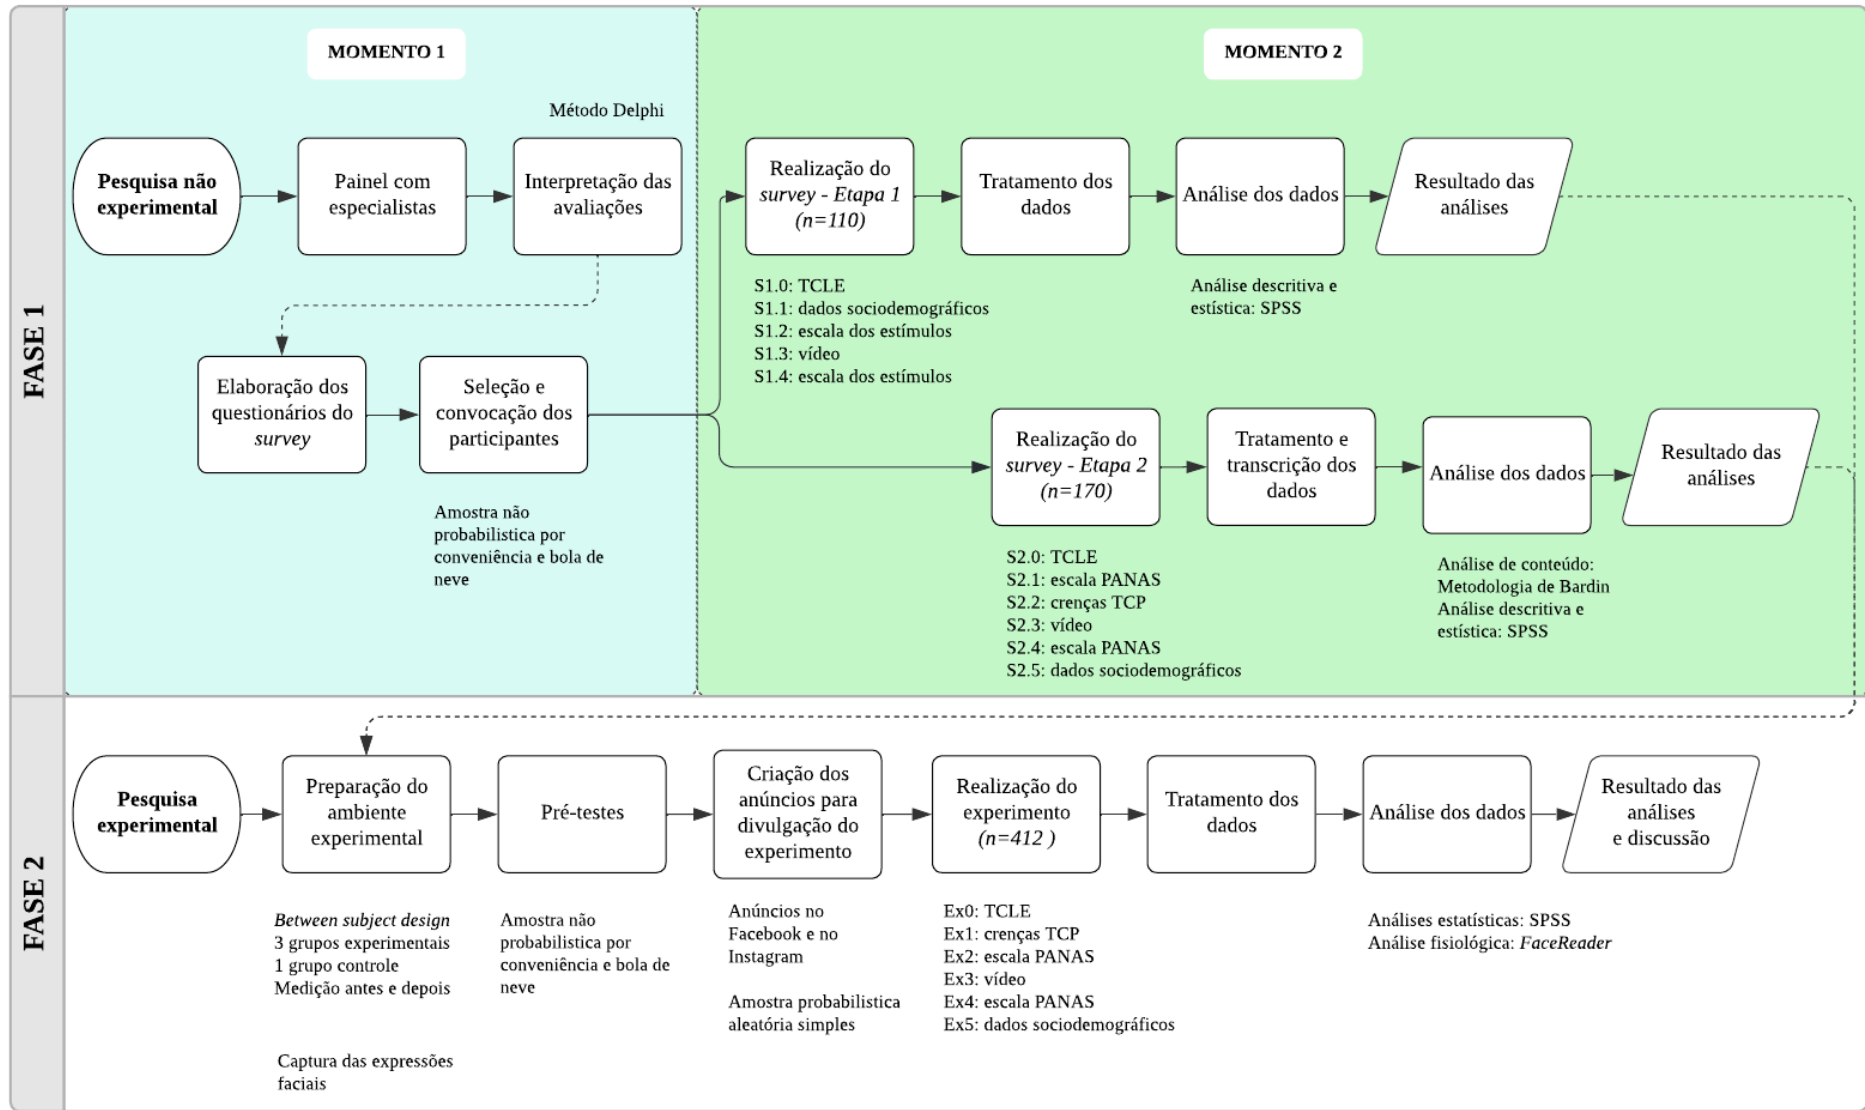 FASE 1
MOMENTO 1
Método Delphi
Pesquisa não
experimental
Painel com
especialistas
Interpretação das
avaliações
Elaboração dos
questionários do
survey
Seleção e
convocação dos
participantes
Amostra não
probabilistica por
conveniência e bola de
neve
MOMENTO 2
Realização do
survey - Etapa 1
(n=110)
S1.0: TCLE
S1.1: dados sociodemográficos
S1.2: escala dos estímulos
S1.3: vídeo
S1.4: escala dos estímulos
Tratamento dos
dados
Análise dos dados
Análise descritiva e
estística: SPSS
Resultado das
análises
Realização do
survey - Etapa 2
(n=170)
S2.0: TCLE
S2.1: escala PANAS
S2.2: crenças TCP
S2.3: vídeo
S2.4: escala PANAS
S2.5: dados sociodemográficos
Tratamento e
transcrição dos
dados
Análise dos dados
Análise de conteúdo:
Metodologia de Bardin
Análise descritiva e
estística: SPSS
Resultado das
análises
FASE 2
Pesquisa
experimental
Preparação do
ambiente
experimental
Between subject design
3 grupos experimentais
1 grupo controle
Medição antes e depois
Captura das expressões
faciais
Pré-testes
Amostra não
probabilistica por
conveniência e bola de
neve
Criação dos
anúncios para
divulgação do
experimento
Anúncios no
Facebook e no
Instagram
Amostra probabilistica
aleatória simples
Realização do
experimento
(n=412 )
Ex0: TCLE
Ex1: crenças TCP
Ex2: escala PANAS
Ex3: vídeo
Ex4: escala PANAS
Ex5: dados sociodemográficos
Tratamento dos
dados
Análise dos dados
Análises estatísticas: SPSS
Análise fisiológica: FaceReader
Resultado das
análises
e discussão